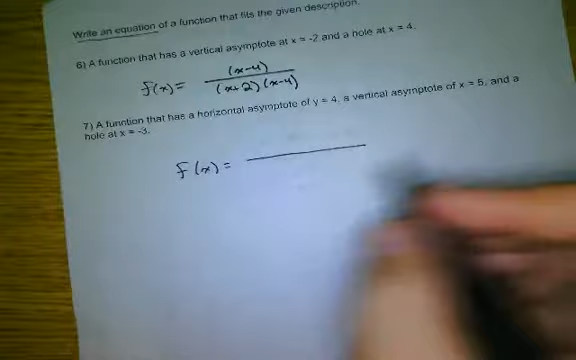 Write an equation of a function that fits the given description.
6) A function that has a vertical asymptote at x = -2 and a hole at x = 4.
(x-4)
f(x) =
(x+2)(x-4)
7) A function that has a horizontal asymptote of y = 4, a vertical asymptote of x = 5, and a
hole at x = -3.
f(x) =